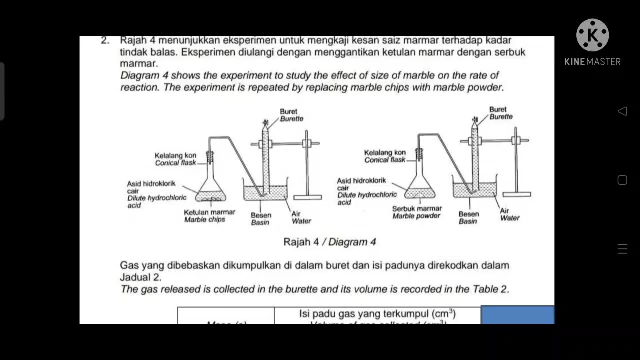 2. Rajah 4 menunjukkan eksperimen untuk mengkaji kesan saiz marmar terhadap kadar
tindak balas. Eksperimen diulangi dengan menggantikan ketulan marmar dengan serbuk
marmar.
Diagram 4 shows the experiment to study the effect of size of marble on the rate of
reaction. The experiment is repeated by replacing marble chips with marble powder.
KINEMASTER
Buret
Burette
Kelalang kon
Conical flask
Asid hidroklorik
cair
Dilute hydrochloric
acid
Ketulan marmar
Marble chips
Besen
Basin
Air
Water
Buret
Burette
Kelalang kon
Conical flask
Asid hidroklorik
cair
Dilute hydrochloric
acid
Serbuk marmar
Marble powder
Besen
Basin
Air
Water
Rajah 4 / Diagram 4
Gas yang dibebaskan dikumpulkan di dalam buret dan isi padunya direkodkan dalam
Jadual 2.
The gas released is collected in the burette and its volume is recorded in the Table 2.
Isi padu gas yang terkumpul (cm³)
Volume of gas collected (cm³)